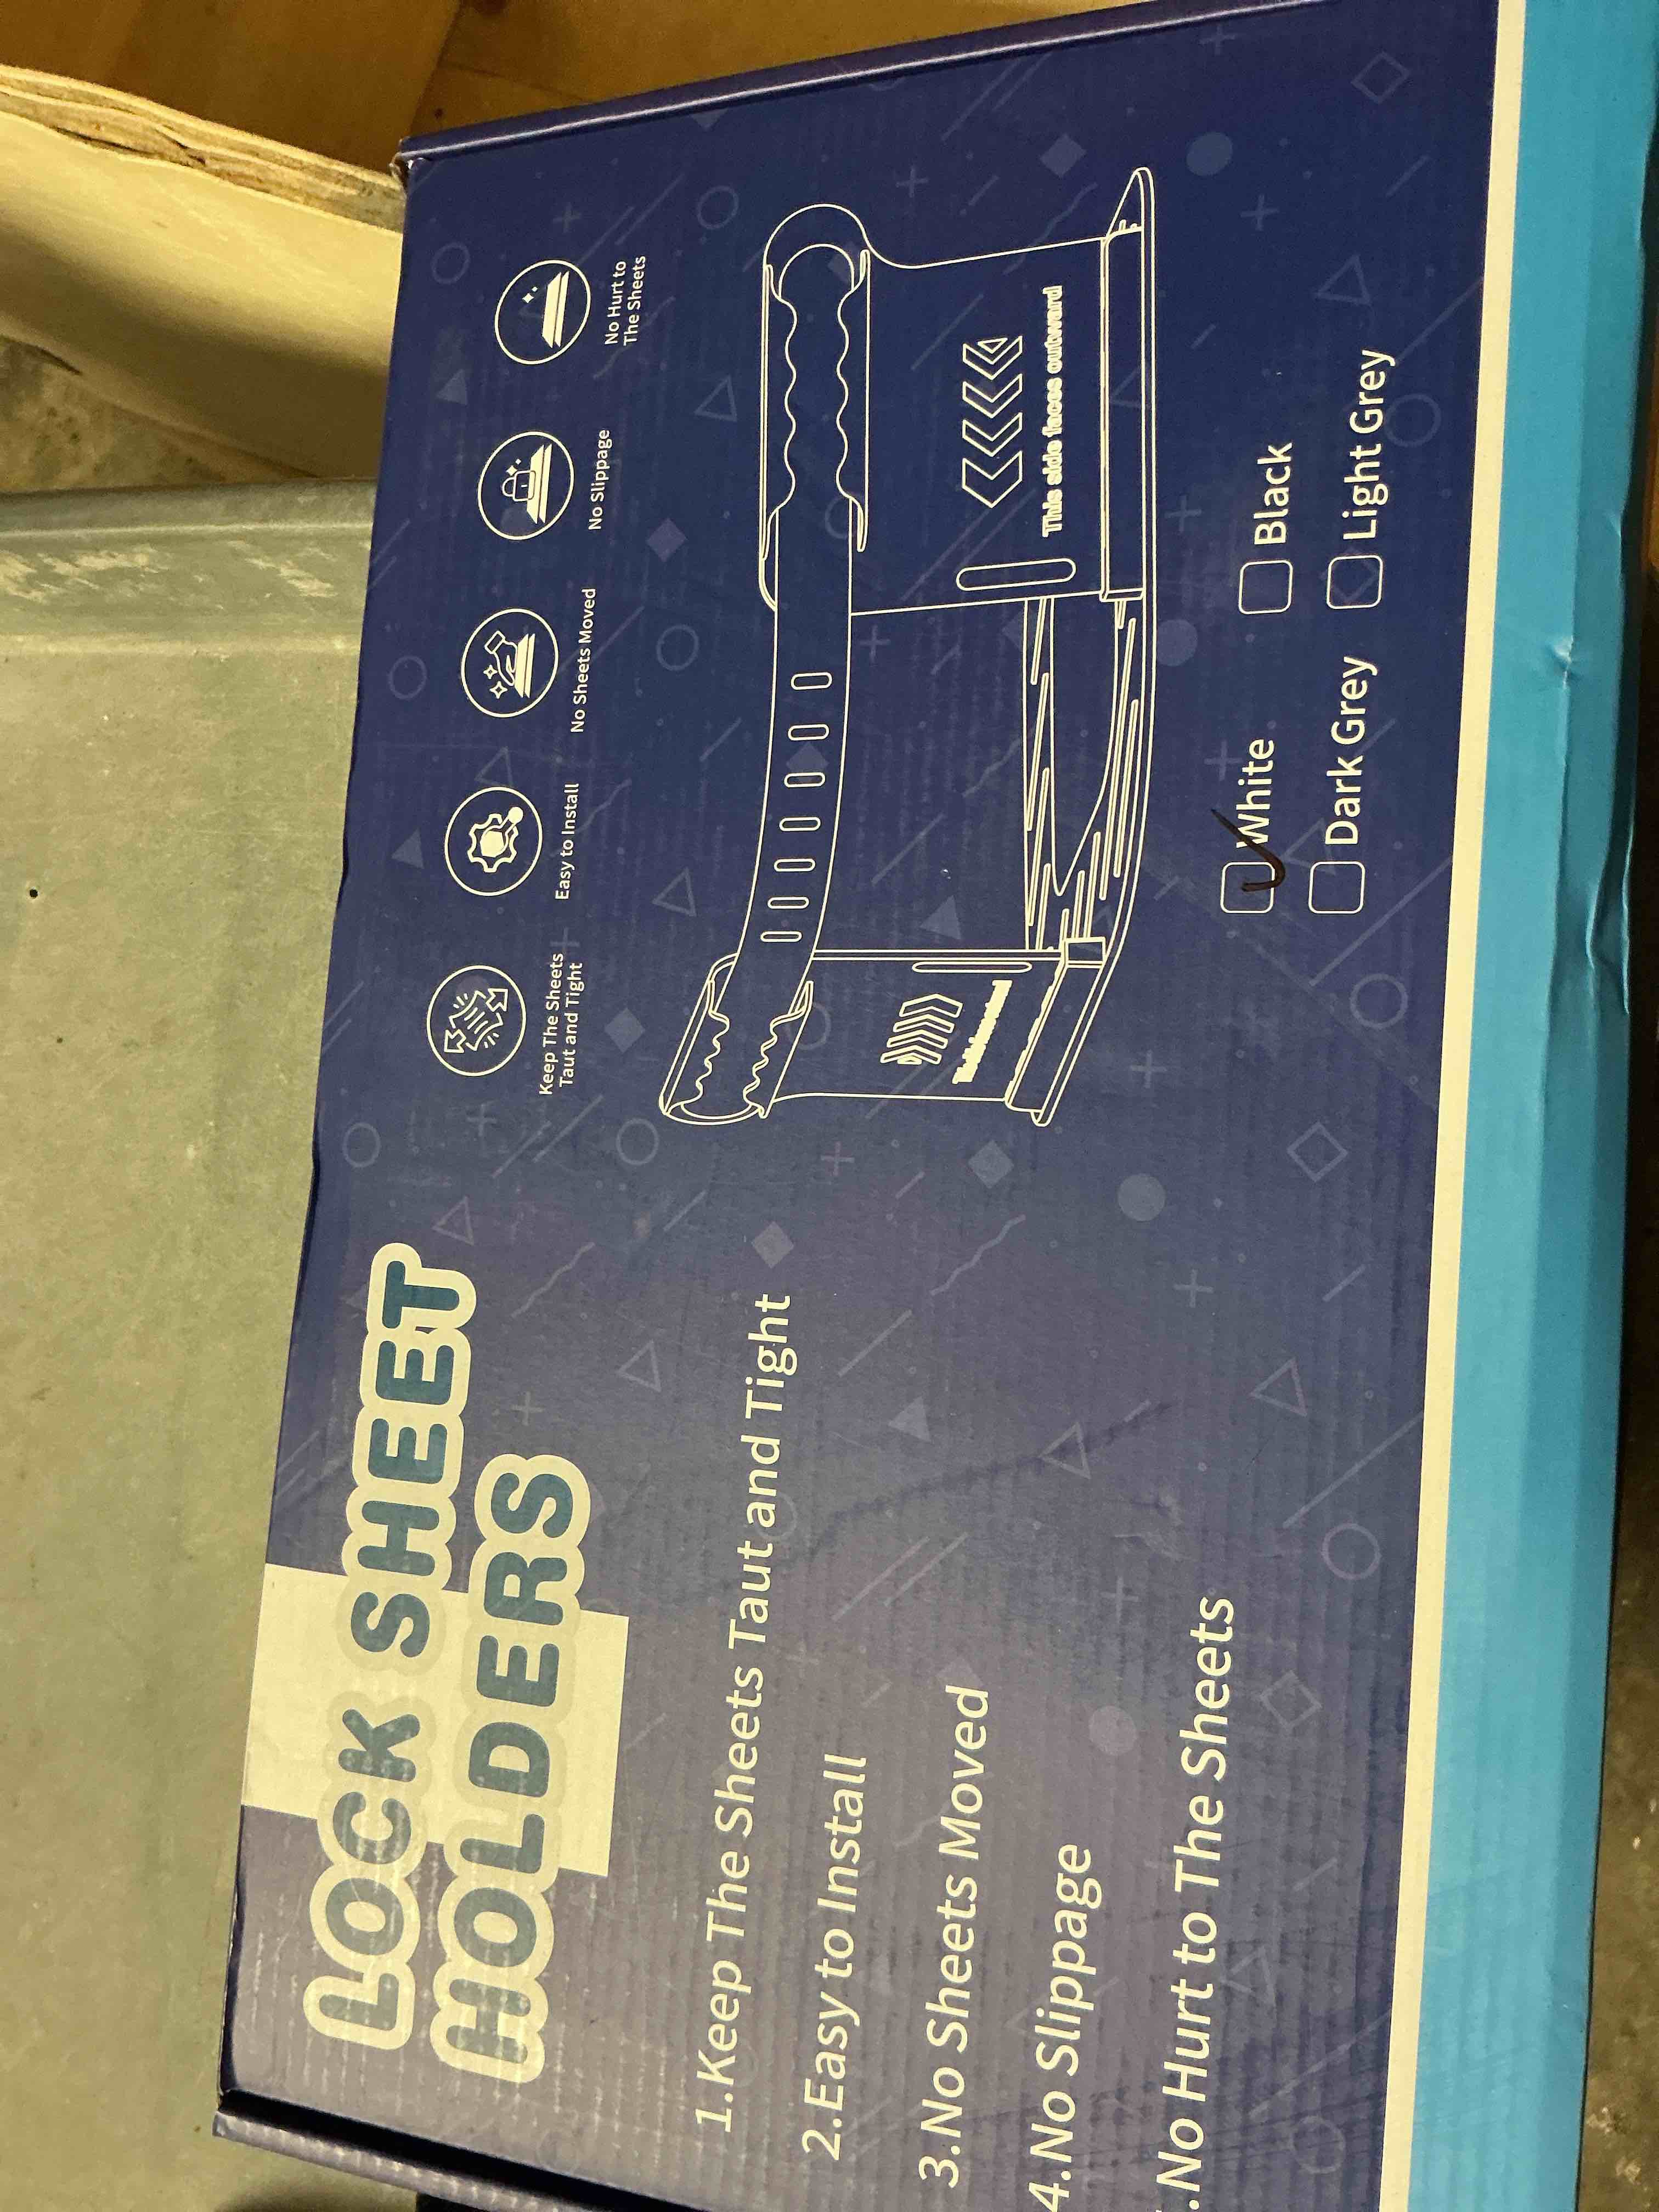 LOCK SHEET
HOLDERS
1.Keep The Sheets Taut and Tight
2.Easy to Install
3.No Sheets Moved
4.No Slippage
.No Hurt to The Sheets
Keep The Sheets
Taut and Tight
Easy to Install
No Sheets Moved
No Slippage
No Hurt to
The Sheets
This side faces outward
White
Black
Dark Grey
Light Grey